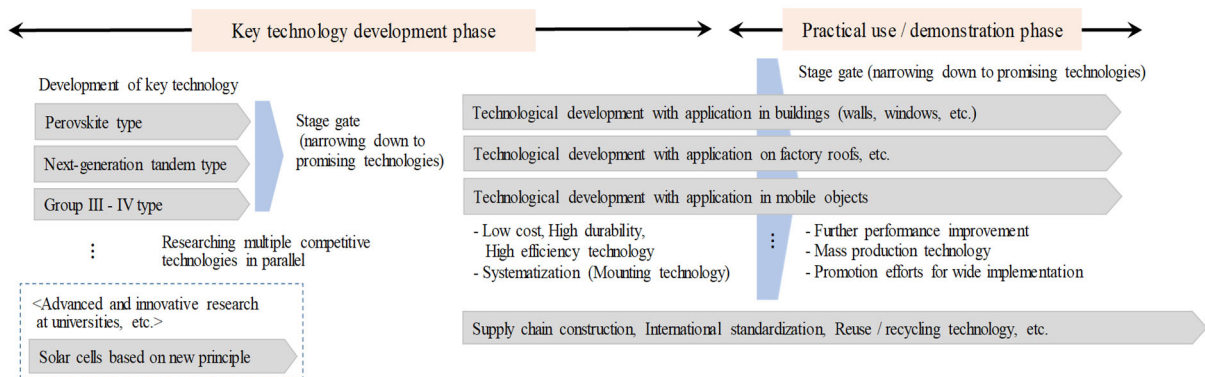 Key technology development phase
Practical use / demonstration phase
Development of key technology
Perovskite type
Next-generation tandem type
Group III - IV type
⋮
Stage gate
(narrowing down to
promising technologies)
Researching multiple competitive
technologies in parallel
<Advanced and innovative research
at universities, etc.>
Solar cells based on new principle
Stage gate (narrowing down to promising technologies)
Technological development with application in buildings (walls, windows, etc.)
Technological development with application on factory roofs, etc.
Technological development with application in mobile objects
- Low cost, High durability,
High efficiency technology
- Systematization (Mounting technology)
⋮
- Further performance improvement
- Mass production technology
- Promotion efforts for wide implementation
Supply chain construction, International standardization, Reuse / recycling technology, etc.